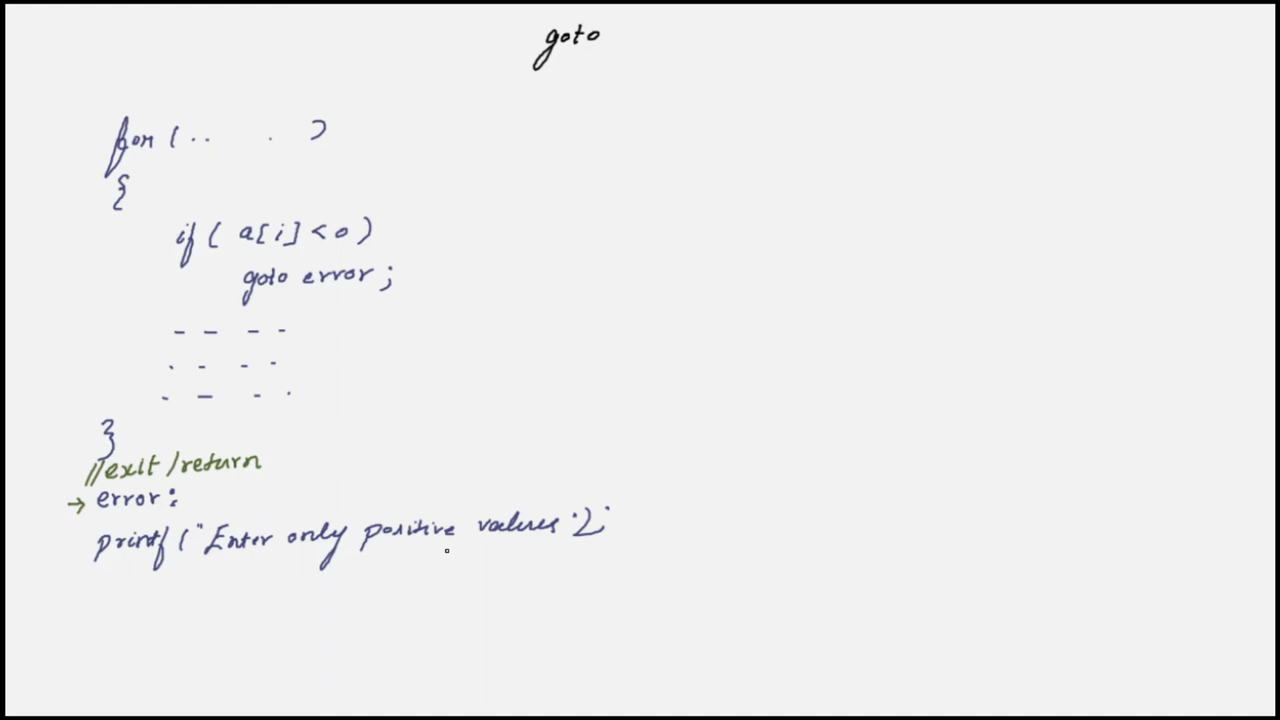 goto
for ( .. . )
{
if ( a[i] < 0 )
goto error ;
- - - -
. - - -
. - - .
}
//exit/return
→ error:
printf ("Enter only positive values");